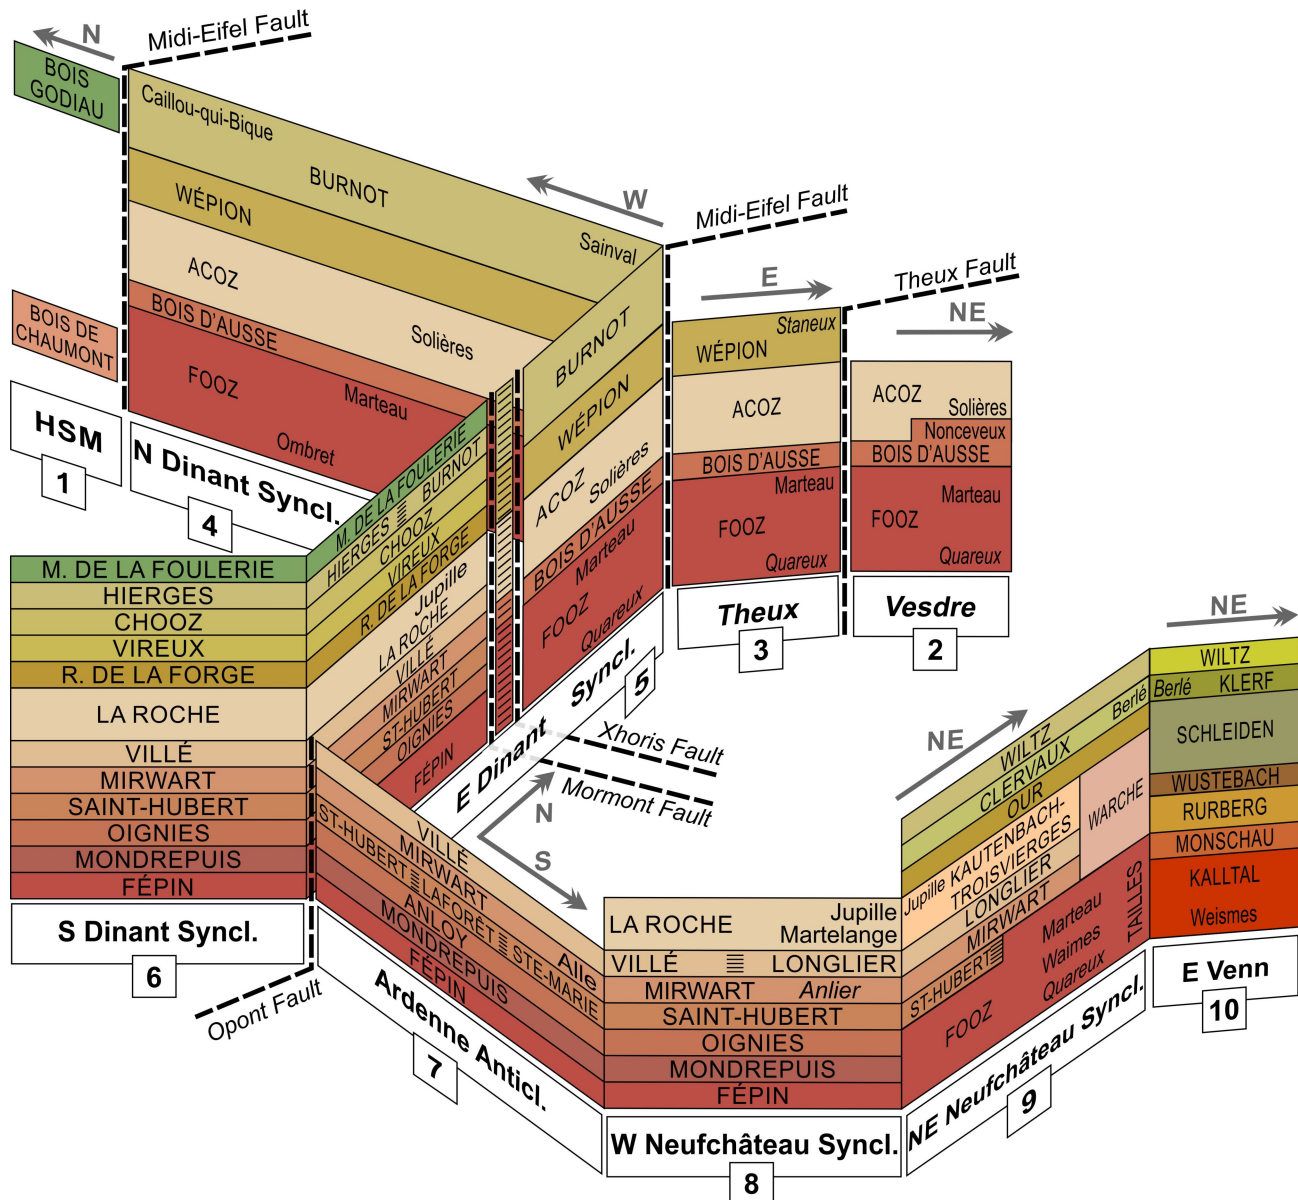 N
Midi-Eifel Fault
BOIS
GODIAU
Caillou-qui-Bique
BURNOT
WÉPION
Sainval
ACOZ
BOIS D'AUSSE
Solières
FOOZ
Marteau
Ombret
BOIS DE
CHAUMONT
HSM
1
N Dinant Syncl.
4
W
Midi-Eifel Fault
E
Theux Fault
NE
BURNOT
WÉPION
ACOZ
Solières
BOIS D'AUSSE
Marteau
FOOZ
Quareux
E Dinant Syncl.
5
Staneux
WÉPION
ACOZ
BOIS D'AUSSE
Marteau
FOOZ
Quareux
Theux
3
ACOZ
Solières
Nonceveux
BOIS D'AUSSE
Marteau
FOOZ
Quareux
Vesdre
2
M. DE LA FOULERIE
HIERGES
BURNOT
CHOOZ
VIREUX
R. DE LA FORGE
Jupille
LA ROCHE
VILLÉ
MIRWART
ST-HUBERT
OIGNIES
FÉPIN
Xhoris Fault
Mormont Fault
N
S
M. DE LA FOULERIE
HIERGES
CHOOZ
VIREUX
R. DE LA FORGE
LA ROCHE
VILLÉ
MIRWART
SAINT-HUBERT
OIGNIES
MONDREPUIS
FÉPIN
S Dinant Syncl.
6
Opont Fault
VILLÉ
MIRWART
Alle
ST-HUBERT
LAFORÊT
STE-MARIE
ANLOY
MONDREPUIS
FÉPIN
Ardenne Anticl.
7
LA ROCHE
Jupille
Martelange
VILLÉ
LONGLIER
MIRWART
Anlier
SAINT-HUBERT
OIGNIES
MONDREPUIS
FÉPIN
W Neufchâteau Syncl.
8
NE
WILTZ
Berlé
CLERVAUX
OUR
Jupille
KAUTENBACH-
TROISVIERGES
WARCHE
LONGLIER
MIRWART
ST-HUBERT
Marteau
Waimes
Quareux
TAILLES
FOOZ
NE Neufchâteau Syncl.
9
NE
WILTZ
Berlé
KLERF
SCHLEIDEN
WUSTEBACH
RURBERG
MONSCHAU
KALLTAL
Weismes
E Venn
10